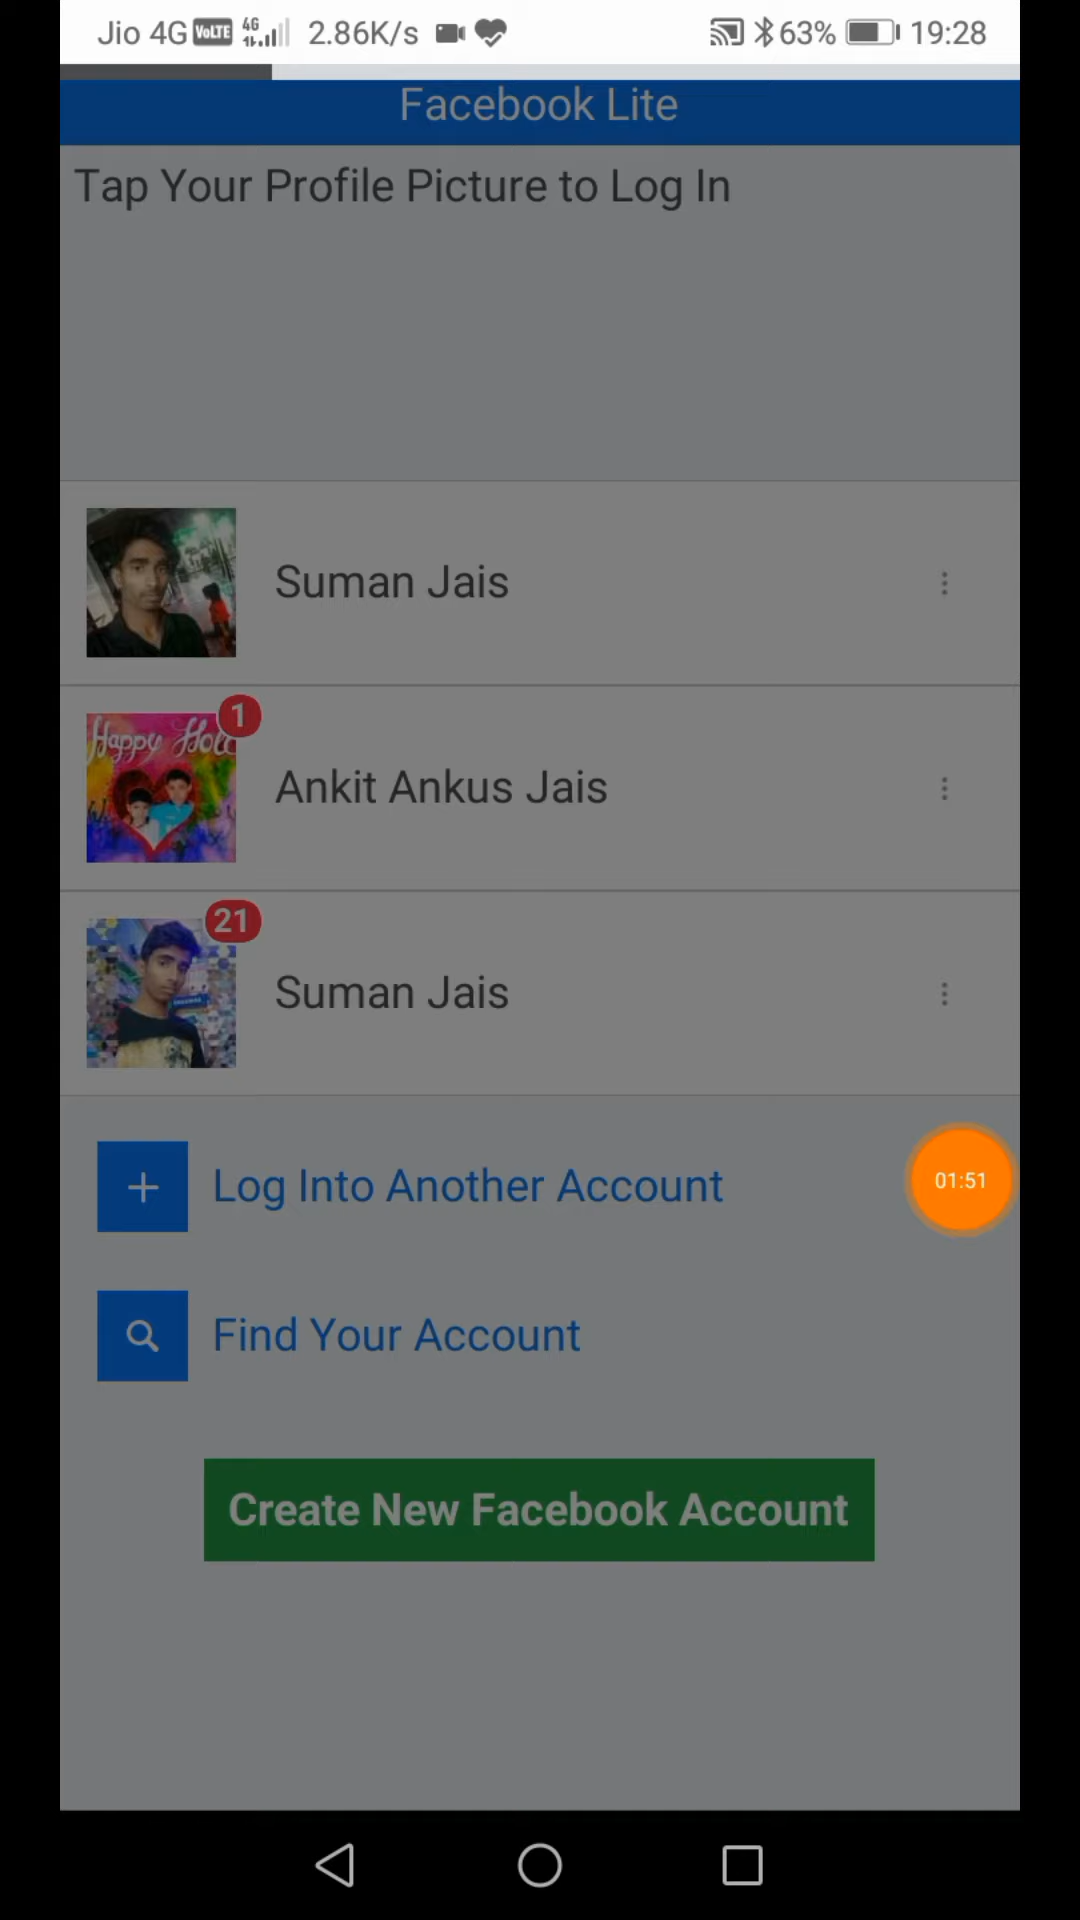 Jio 4G VoLTE 4G 2.86K/s 63% 19:28
Facebook Lite
Tap Your Profile Picture to Log In
Suman Jais
1
Happy Holi
Ankit Ankus Jais
21
Suman Jais
Log Into Another Account
01:51
Find Your Account
Create New Facebook Account